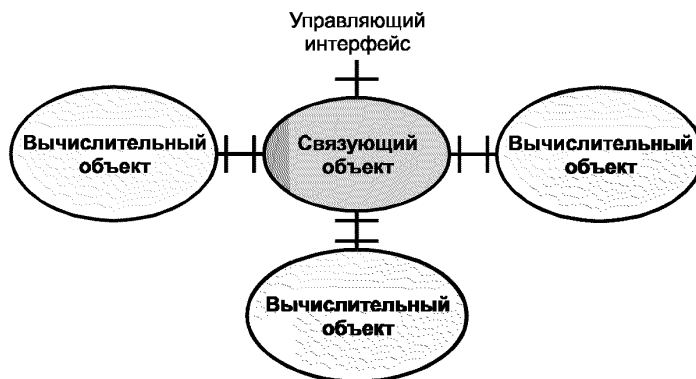 Управляющий
интерфейс
Вычислительный
объект
Связующий
объект
Вычислительный
объект
Вычислительный
объект